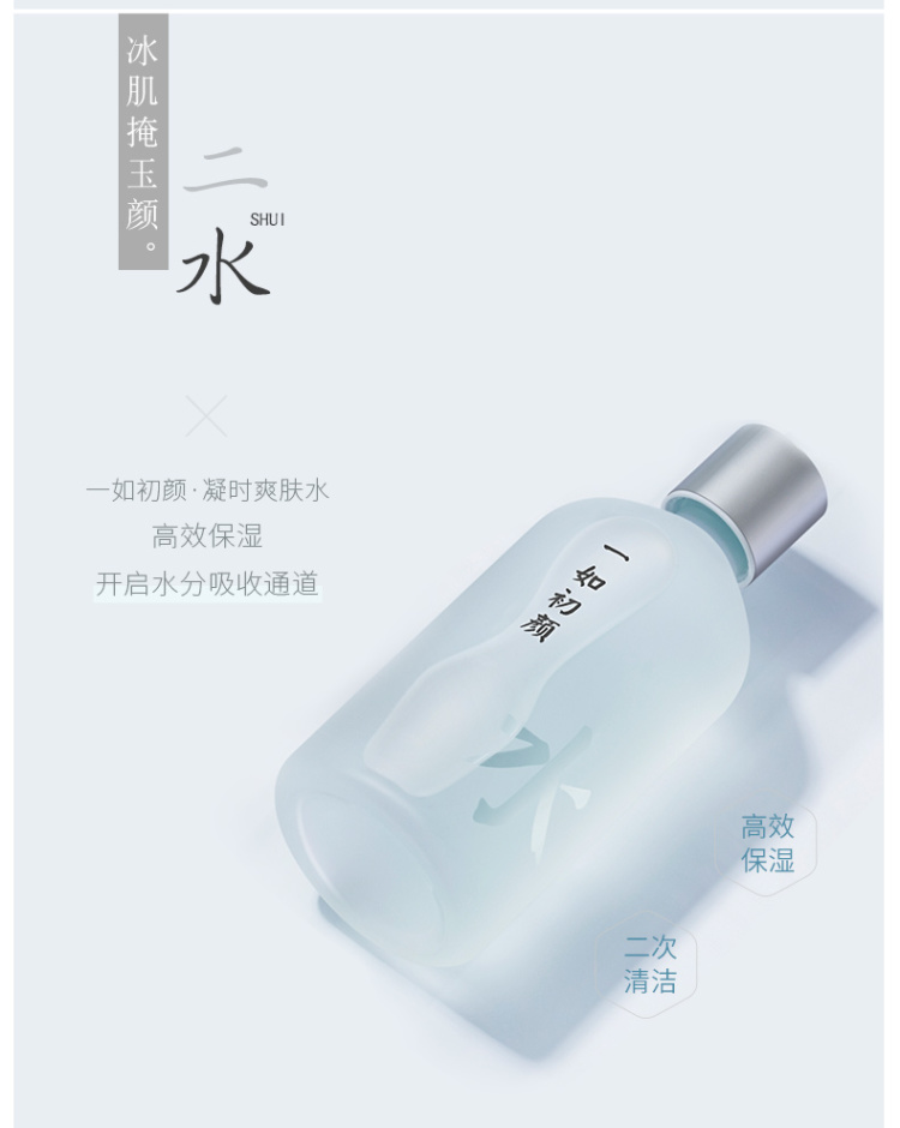 冰肌掩玉颜。
二
SHUI
水
一如初颜·凝时爽肤水
高效保湿
开启水分吸收通道
一如初颜
水
高效
保湿
二次
清洁